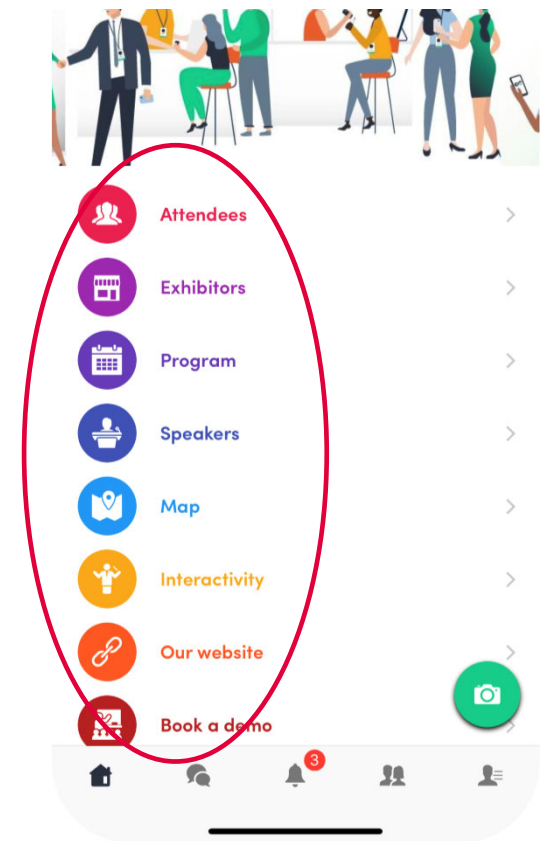 Attendees
Exhibitors
Program
Speakers
Map
Interactivity
Our website
Book a demo
3